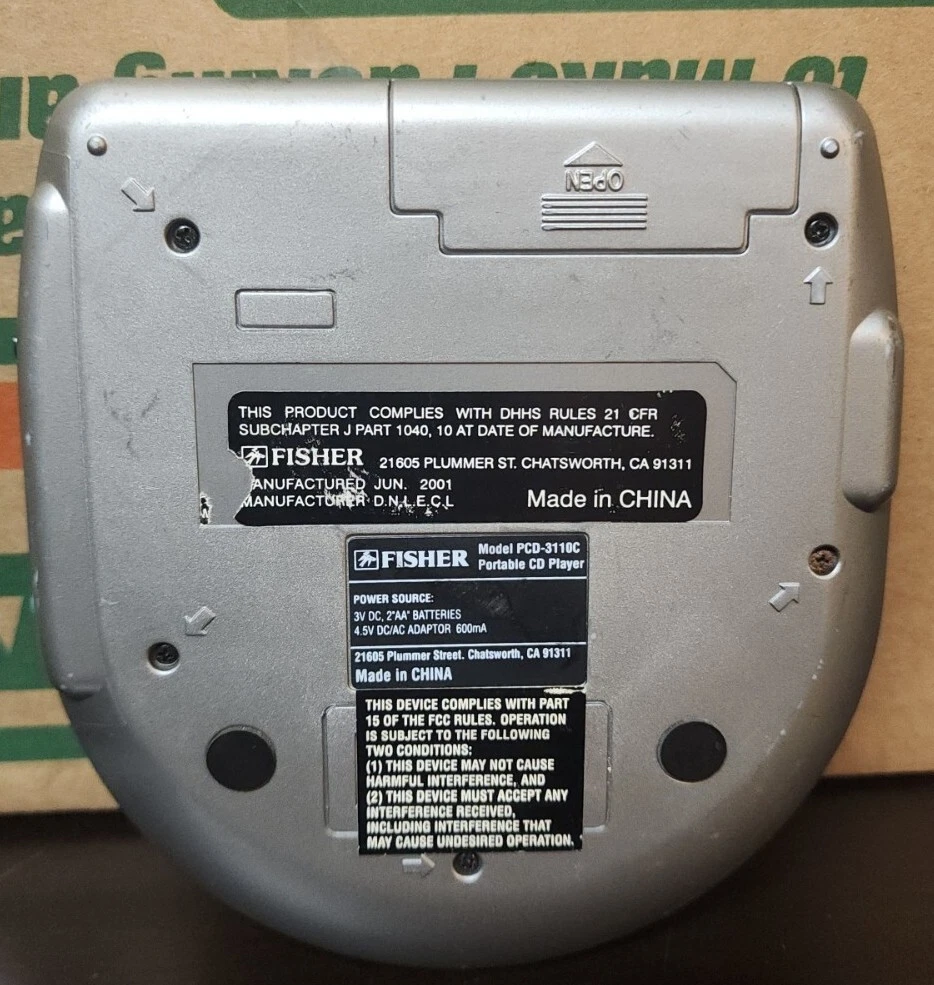 OPEN
THIS PRODUCT COMPLIES WITH DHHS RULES 21 CFR
SUBCHAPTER J PART 1040, 10 AT DATE OF MANUFACTURE.
FISHER 21605 PLUMMER ST. CHATSWORTH, CA 91311
ANUFACTURED JUN. 2001
MANUFACTURER D.N.L.E.C.L Made in CHINA
FISHER Model PCD-3110C
Portable CD Player
POWER SOURCE:
3V DC, 2"AA" BATTERIES
4.5V DC/AC ADAPTOR 600mA
21605 Plummer Street. Chatsworth, CA 91311
Made in CHINA
THIS DEVICE COMPLIES WITH PART
15 OF THE FCC RULES. OPERATION
IS SUBJECT TO THE FOLLOWING
TWO CONDITIONS:
(1) THIS DEVICE MAY NOT CAUSE
HARMFUL INTERFERENCE, AND
(2) THIS DEVICE MUST ACCEPT ANY
INTERFERENCE RECEIVED,
INCLUDING INTERFERENCE THAT
MAY CAUSE UNDESIRED OPERATION.